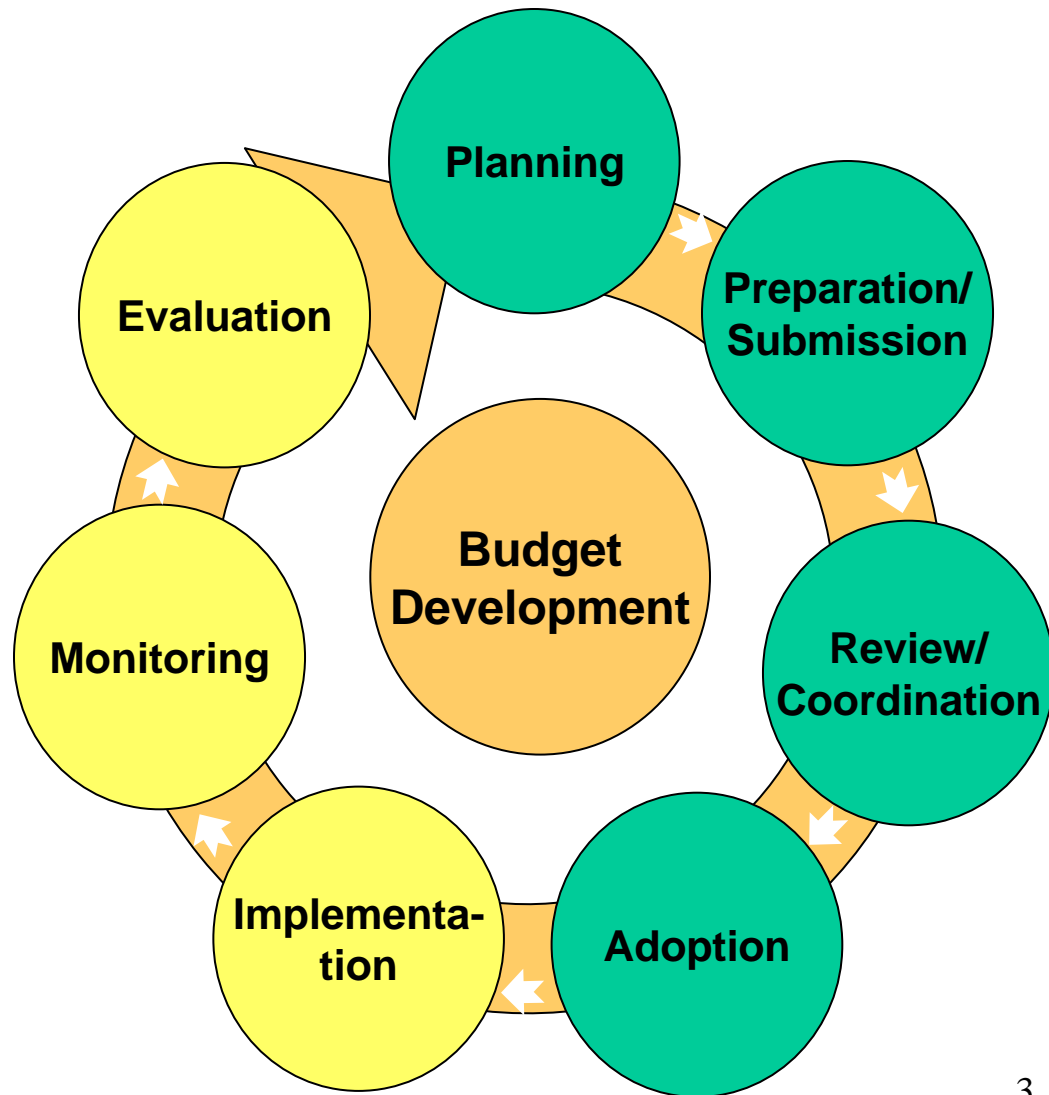 Planning
Preparation/
Submission
Review/
Coordination
Adoption
Implementa-
tion
Monitoring
Evaluation
Budget
Development
3